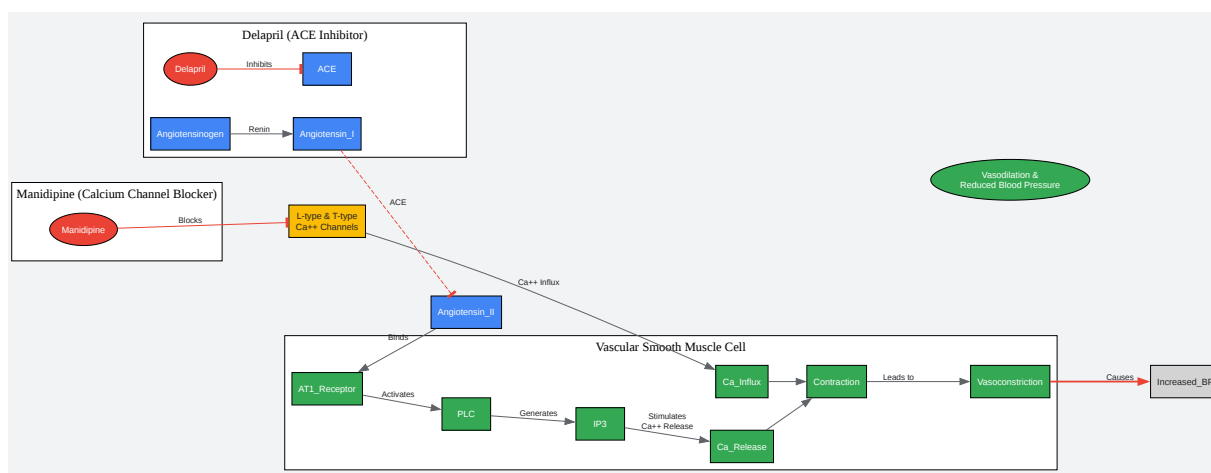 Delapril (ACE Inhibitor)
Delapril
Inhibits
ACE
Angiotensinogen
Renin
Angiotensin_I
Manidipine (Calcium Channel Blocker)
Manidipine
Blocks
L-type & T-type
Ca++ Channels
ACE
Vasodilation &
Reduced Blood Pressure
Ca++ Influx
Angiotensin_II
Binds
Vascular Smooth Muscle Cell
AT1_Receptor
Activates
PLC
Generates
IP3
Stimulates
Ca++ Release
Ca_Release
Ca_Influx
Contraction
Leads to
Vasoconstriction
Causes
Increased_BP